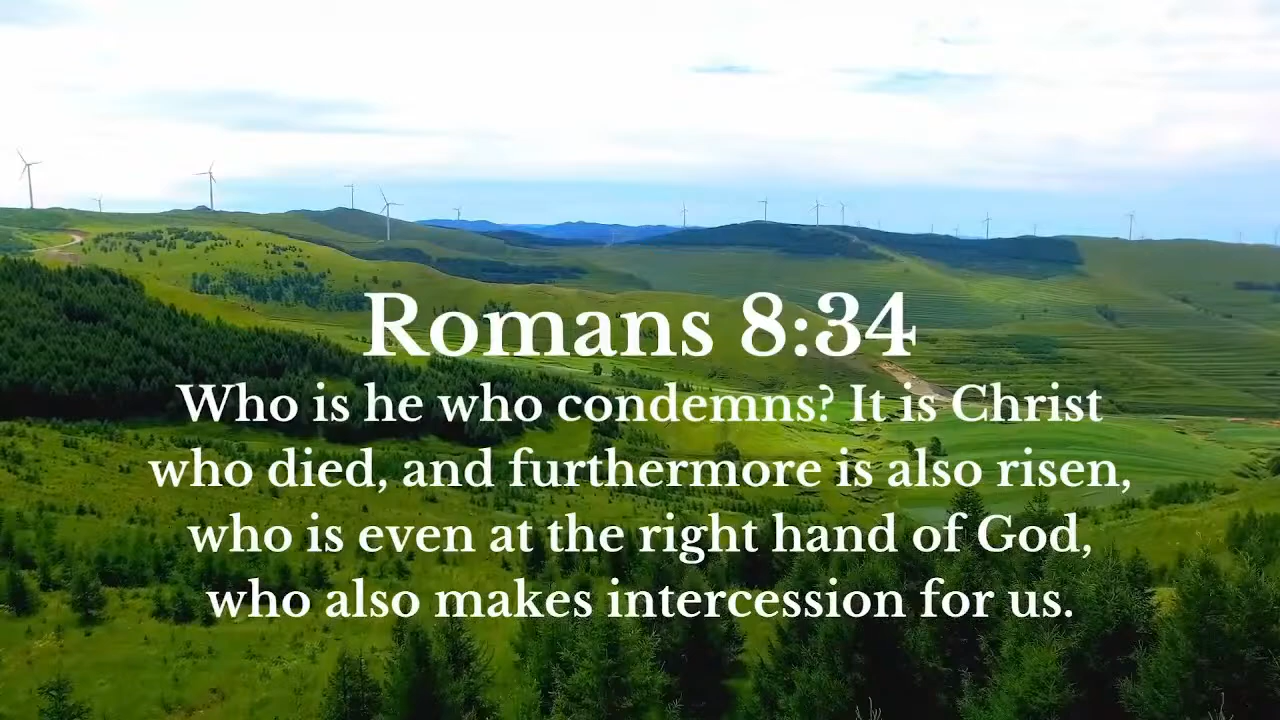 Romans 8:34
Who is he who condemns? It is Christ
who died, and furthermore is also risen,
who is even at the right hand of God,
who also makes intercession for us.